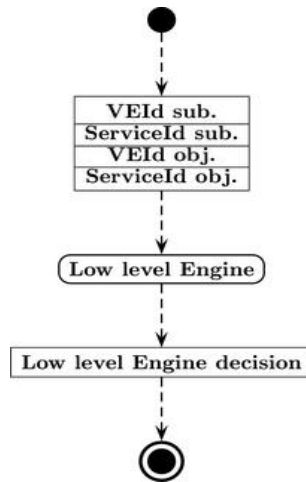 VEId sub.
ServiceId sub.
VEId obj.
ServiceId obj.
Low level Engine
Low level Engine decision